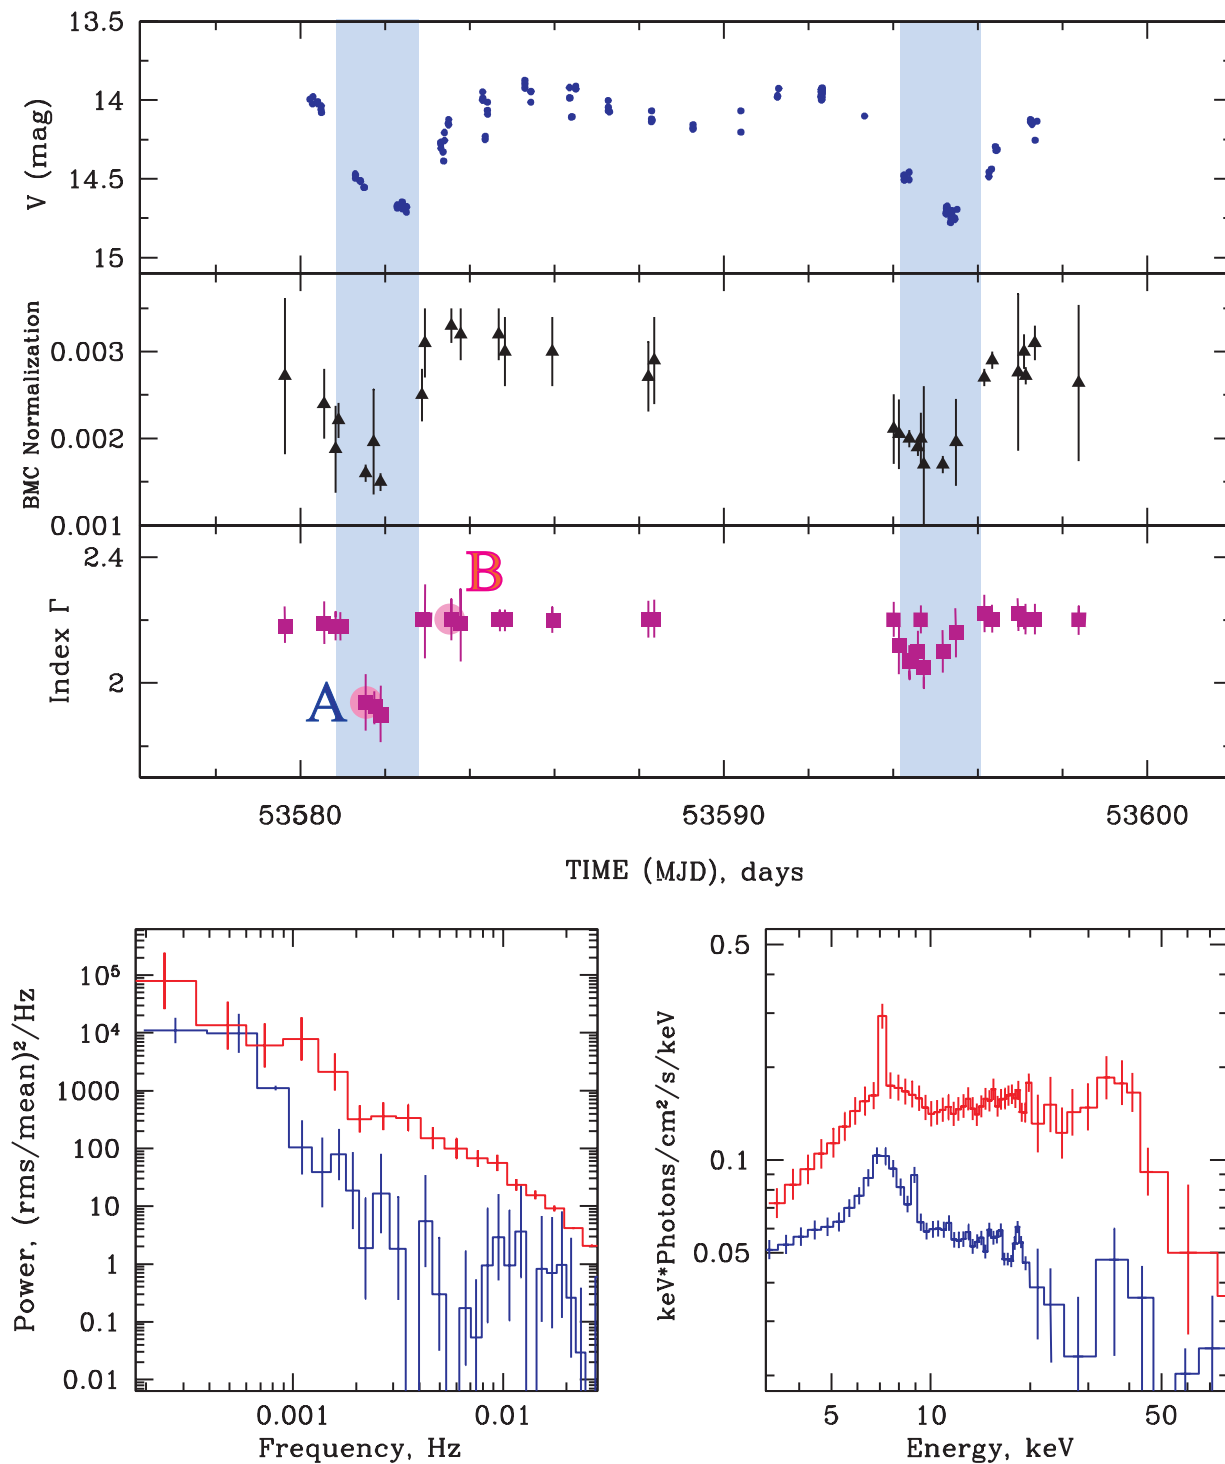 13.5
14
14.5
15
V (mag)
0.003
0.002
0.001
BMC Normalization
2.4
2
Index Γ
A
B
53580
53590
53600
TIME (MJD), days
10⁵
10⁴
1000
100
10
1
0.1
0.01
Power, (rms/mean)²/Hz
0.001
0.01
Frequency, Hz
0.5
0.1
0.05
keV*Photons/cm²/s/keV
5
10
50
Energy, keV